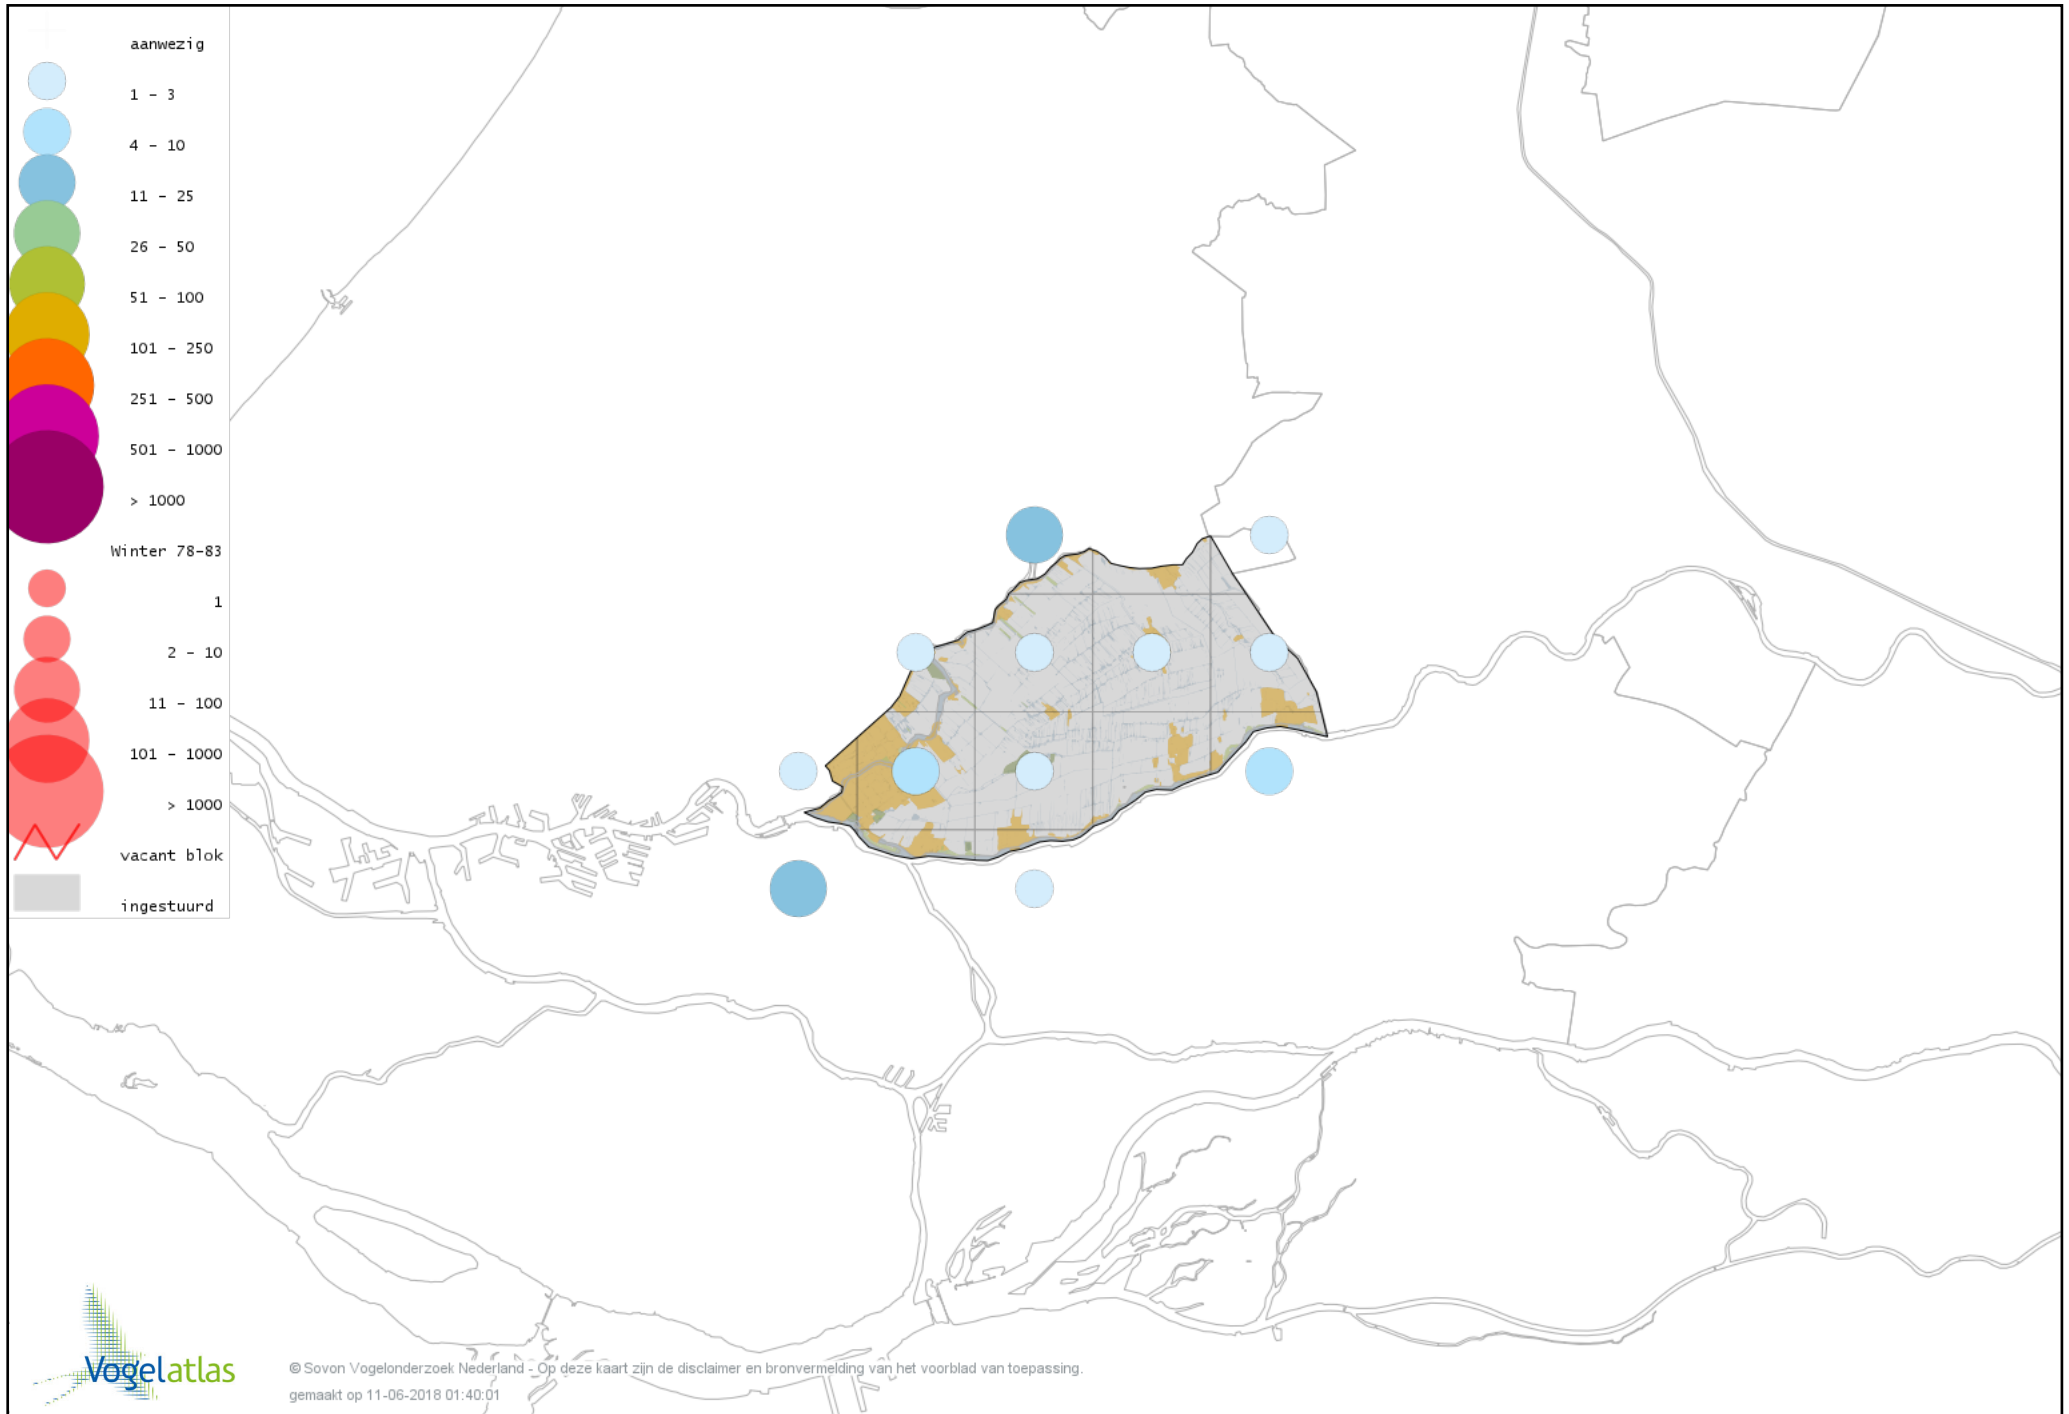 aanwezig
1 - 3
4 - 10
11 - 25
26 - 50
51 - 100
101 - 250
251 - 500
501 - 1000
> 1000
Winter 78-83
1
2 - 10
11 - 100
101 - 1000
> 1000
vacant blok
ingestuurd
Vogelatlas
© Sovon Vogelonderzoek Nederland - Op deze kaart zijn de disclaimer en bronvermelding van het voorblad van toepassing.
gemaakt op 11-06-2018 01:40:01